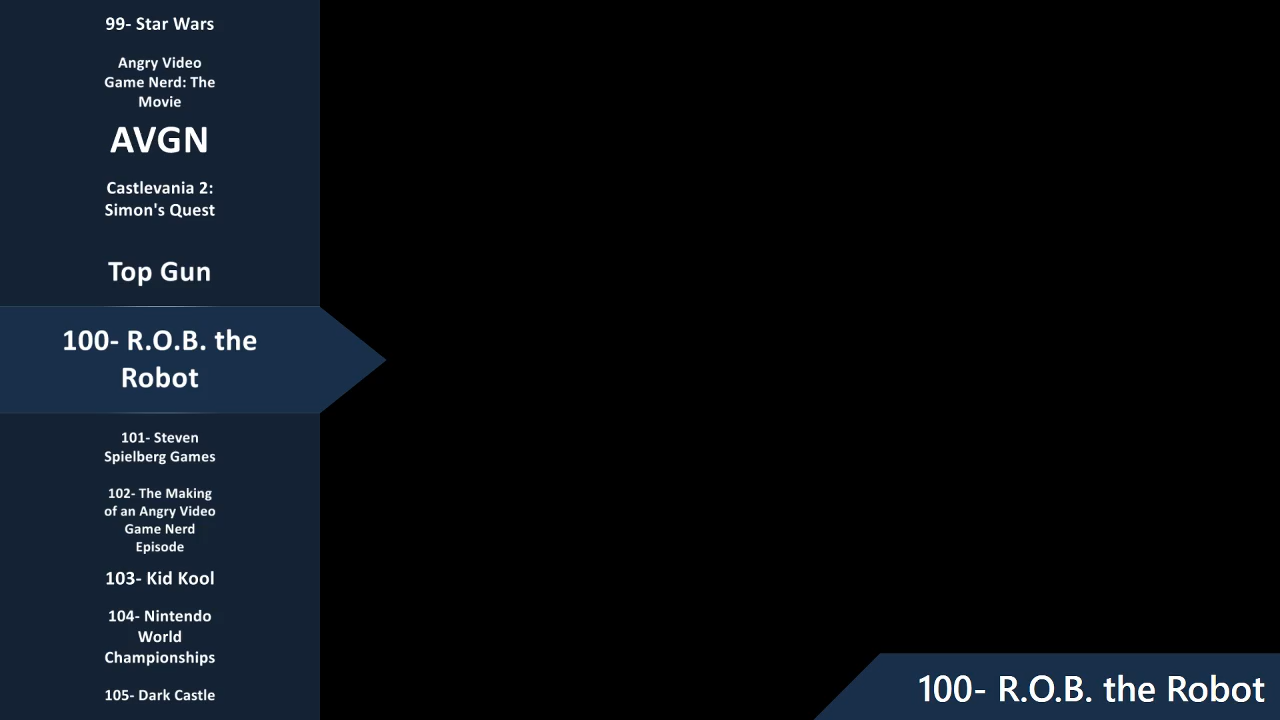 99- Star Wars
Angry Video
Game Nerd: The
Movie
AVGN
Castlevania 2:
Simon's Quest
Top Gun
100- R.O.B. the
Robot
101- Steven
Spielberg Games
102- The Making
of an Angry Video
Game Nerd
Episode
103- Kid Kool
104- Nintendo
World
Championships
105- Dark Castle
100- R.O.B. the Robot